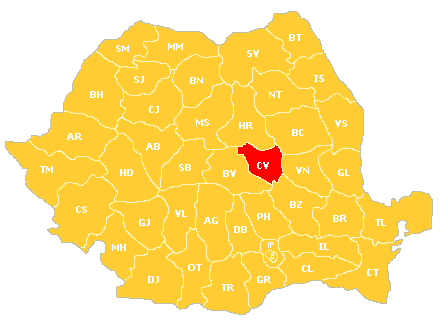 BT
SM
MM
SV
SJ
IS
BN
BH
NT
CJ
MS
HR
VS
BC
AR
AB
CV
TM
HD
SB
BV
VN
GL
CS
VL
AG
PH
BZ
BR
TL
GJ
DB
MH
IF
IL
B
OT
CL
CT
DJ
TR
GR